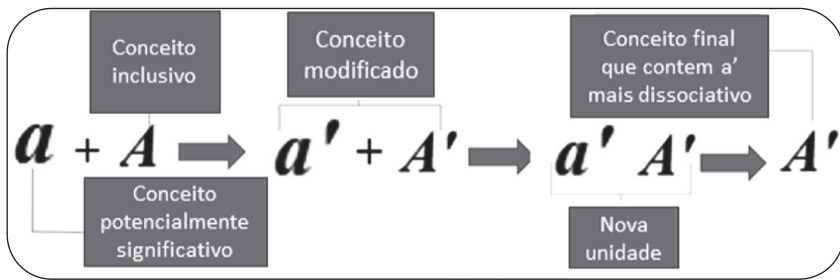 Conceito
inclusivo
Conceito
modificado
Conceito final
que contem a'
mais dissociativo
a + A a' + A' a' A' A'
Conceito
potencialmente
significativo
Nova
unidade